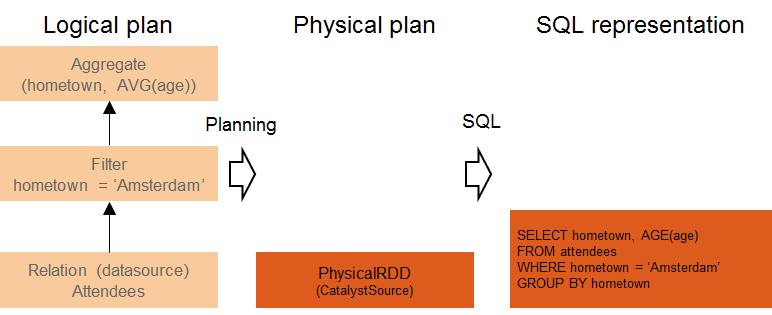 Logical plan
Physical plan
SQL representation
Aggregate
(hometown, AVG(age))
Planning
SQL
Filter
hometown = ‘Amsterdam’
Relation (datasource)
Attendees
PhysicalRDD
(CatalystSource)
SELECT hometown, AGE(age)
FROM attendees
WHERE hometown = ‘Amsterdam’
GROUP BY hometown